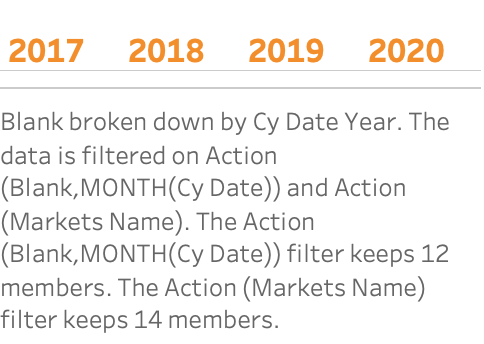 2017 2018 2019 2020
Blank broken down by Cy Date Year. The
data is filtered on Action
(Blank,MONTH(Cy Date)) and Action
(Markets Name). The Action
(Blank,MONTH(Cy Date)) filter keeps 12
members. The Action (Markets Name)
filter keeps 14 members.